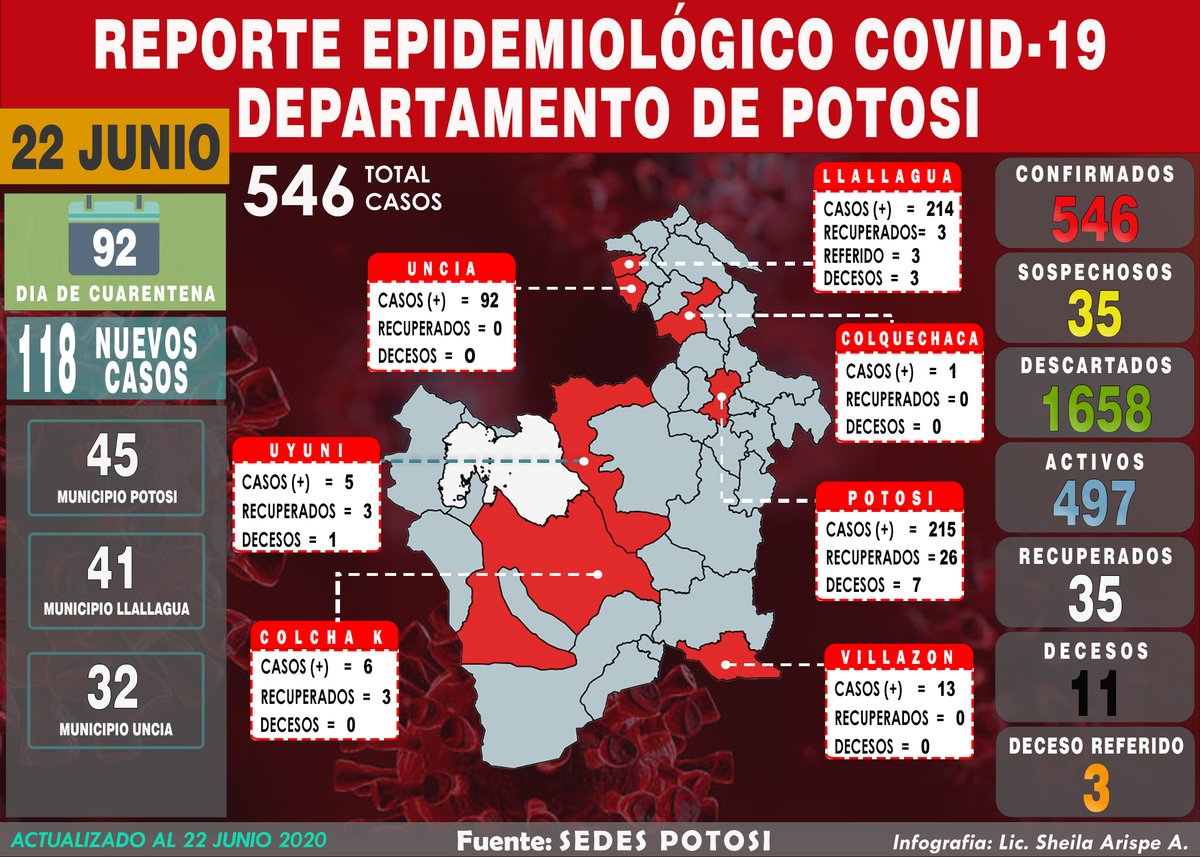 REPORTE EPIDEMIOLÓGICO COVID-19
DEPARTAMENTO DE POTOSI
22 JUNIO
92
DIA DE CUARENTENA
118 NUEVOS CASOS
45
MUNICIPIO POTOSI
41
MUNICIPIO LLALLAGUA
32
MUNICIPIO UNCIA
546 TOTAL CASOS
UNCIA
CASOS (+) = 92
RECUPERADOS = 0
DECESOS = 0
UYUNI
CASOS (+) = 5
RECUPERADOS = 3
DECESOS = 1
COLCHA K
CASOS (+) = 6
RECUPERADOS = 3
DECESOS = 0
LLALLAGUA
CASOS (+) = 214
RECUPERADOS= 3
REFERIDO = 3
DECESOS = 3
COLQUECHACA
CASOS (+) = 1
RECUPERADOS =0
DECESOS = 0
POTOSI
CASOS (+) = 215
RECUPERADOS =26
DECESOS = 7
VILLAZON
CASOS (+) = 13
RECUPERADOS = 0
DECESOS = 0
CONFIRMADOS
546
SOSPECHOSOS
35
DESCARTADOS
1658
ACTIVOS
497
RECUPERADOS
35
DECESOS
11
DECESO REFERIDO
3
ACTUALIZADO AL 22 JUNIO 2020
Fuente: SEDES POTOSI
Infografia: Lic. Sheila Arispe A.